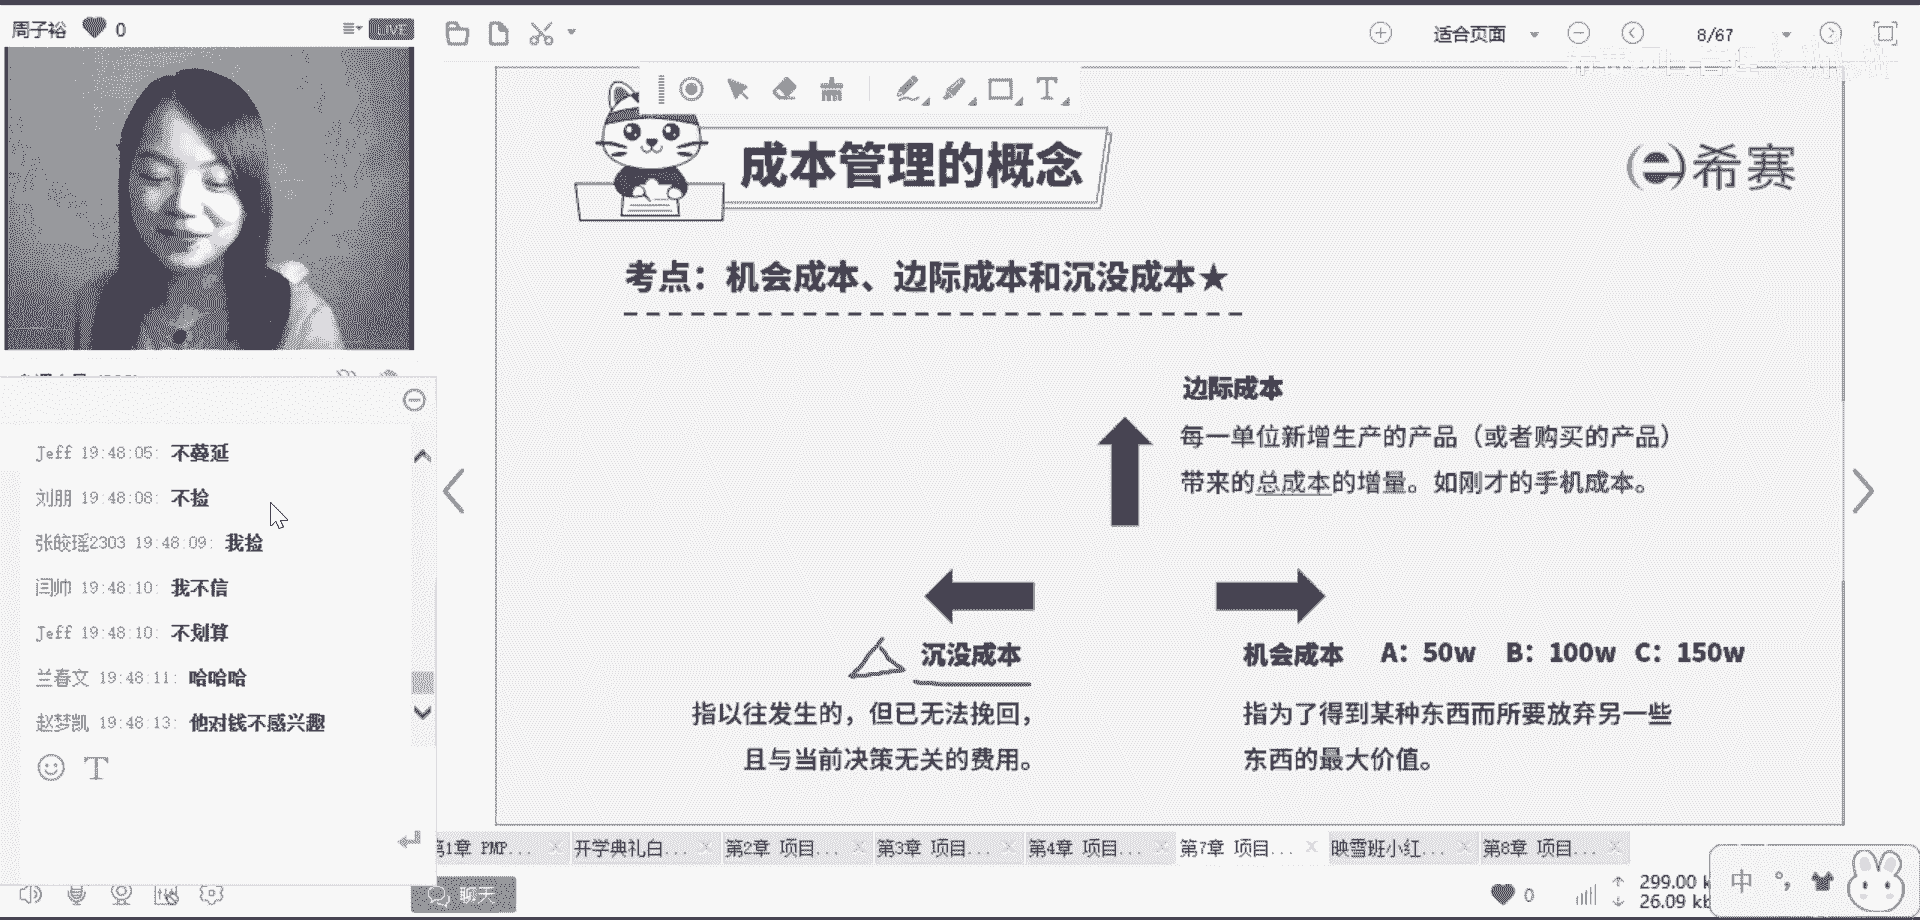 周子裕 0
LIVE
适合页面
8/67
成本管理的概念
希赛
考点：机会成本、边际成本和沉没成本★
边际成本
每一单位新增生产的产品（或者购买的产品）
带来的总成本的增量。如刚才的手机成本。
沉没成本
指以往发生的，但已无法挽回，
且与当前决策无关的费用。
机会成本 A：50w B：100w C：150w
指为了得到某种东西而所要放弃另一些
东西的最大价值。
Jeff 19:48:05: 不蔓延
刘朋 19:48:08: 不捡
张皎瑶2303 19:48:09: 我捡
闫帅 19:48:10: 我不信
Jeff 19:48:10: 不划算
兰春文 19:48:11: 哈哈哈
赵梦凯 19:48:13: 他对钱不感兴趣
T
第1章 PMP...
开学典礼白...
第2章 项目...
第3章 项目...
第4章 项目...
第7章 项目...
映雪班小红...
第8章 项目...
聊天
0
299.00 k
26.09 kb
中